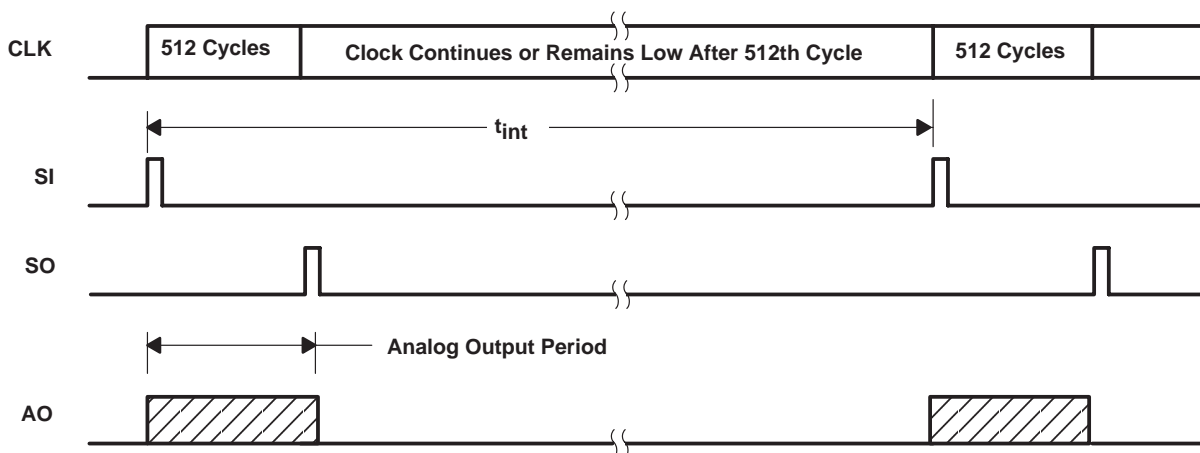 CLK
512 Cycles
Clock Continues or Remains Low After 512th Cycle
512 Cycles
tint
SI
SO
Analog Output Period
AO